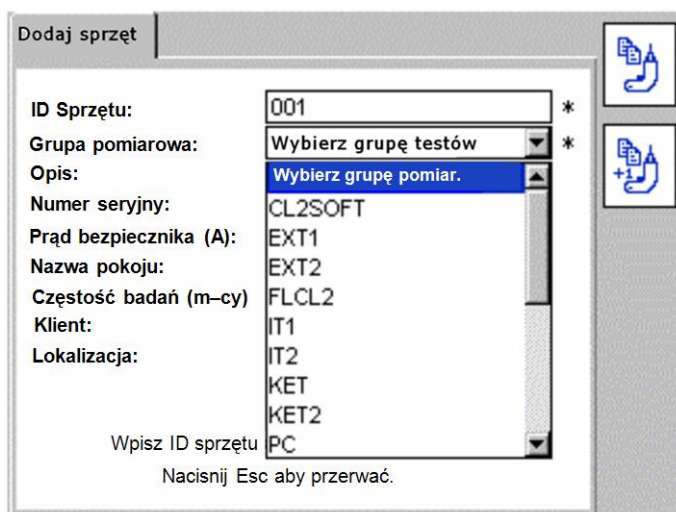 Dodaj sprzęt
ID Sprzętu: 001 *
Grupa pomiarowa: Wybierz grupę testów *
Opis: Wybierz grupę pomiar.
Numer seryjny: CL2SOFT
Prąd bezpiecznika (A): EXT1
Nazwa pokoju: EXT2
Częstość badań (m–cy) FLCL2
Klient: IT1
Lokalizacja: IT2
KET
KET2
Wpisz ID sprzętu PC
Nacisnij Esc aby przerwać.
+1